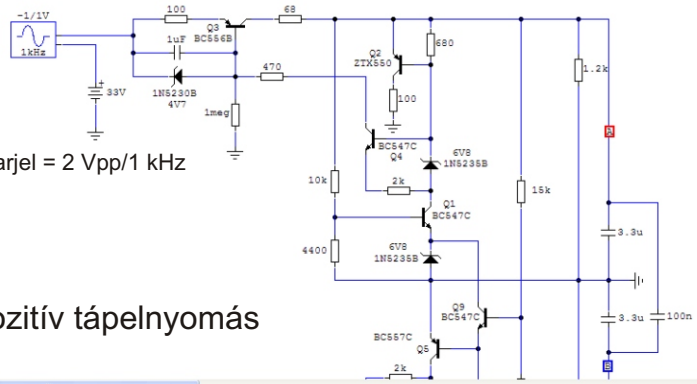 -1/1V
1kHz
33V
100
Q3
BC556B
68
1uF
1N5230B
4V7
470
1meg
Q2
ZTX550
680
100
BC547C
Q4
6V8
1N5235B
2k
10k
Q1
BC547C
4400
6V8
1N5235B
15k
1.2k
3.3u
3.3u
100n
Q9
BC547C
BC557C
Q5
2k
arjel = 2 Vpp/1 kHz
ozitív tápelnyomás